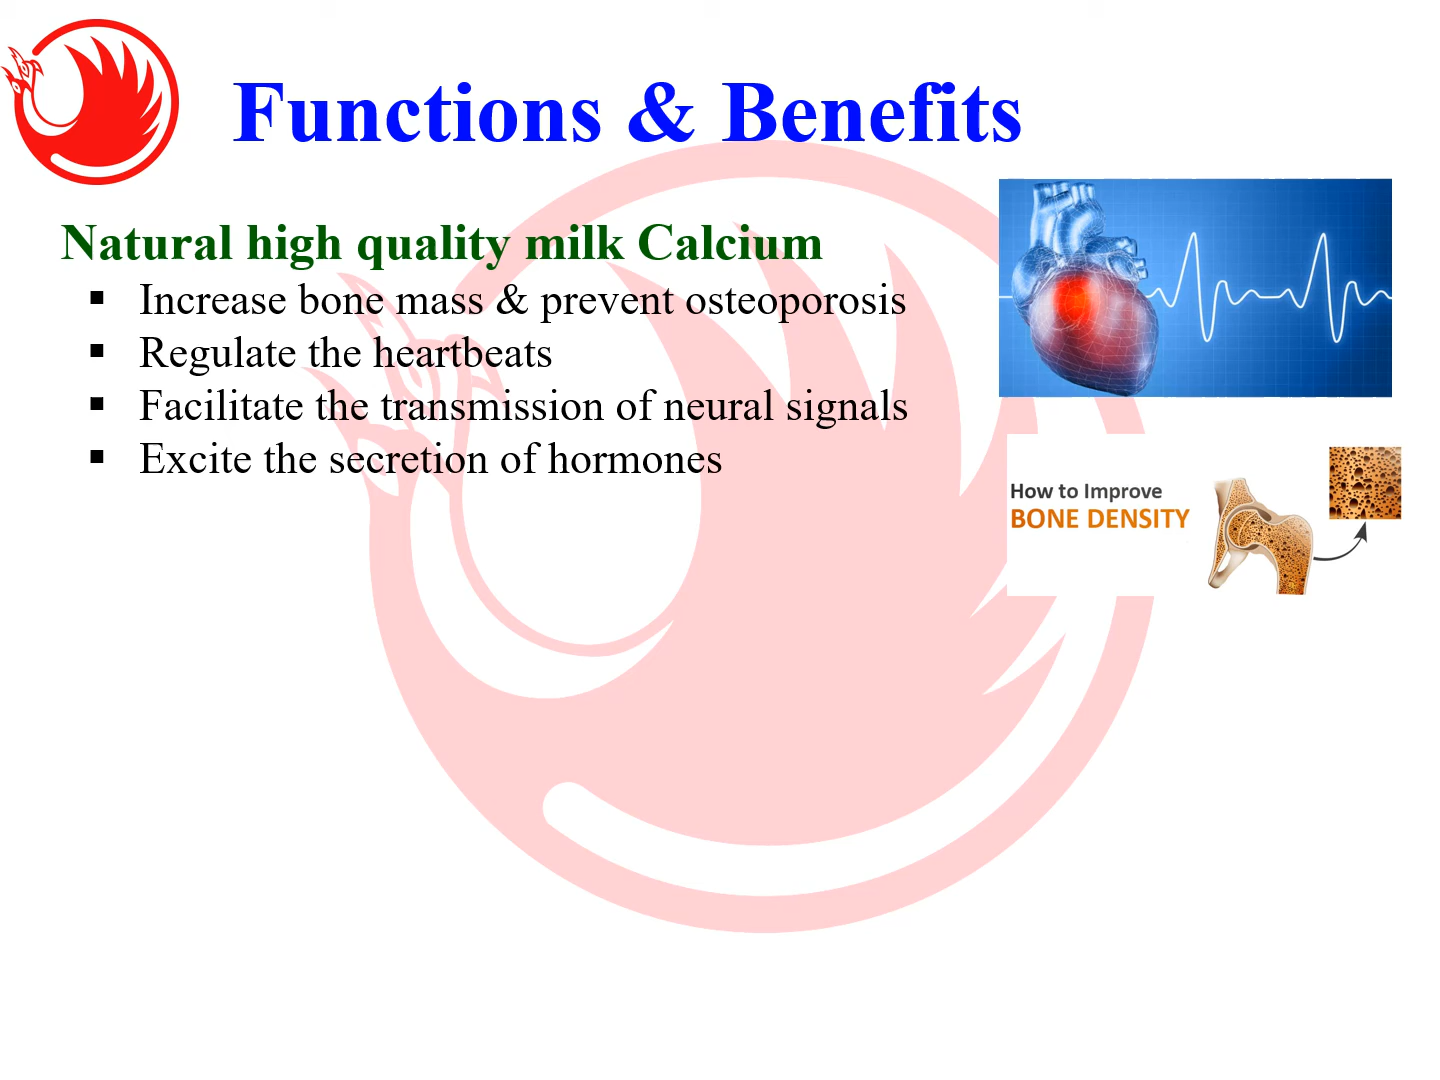 Functions & Benefits
Natural high quality milk Calcium
▪ Increase bone mass & prevent osteoporosis
▪ Regulate the heartbeats
▪ Facilitate the transmission of neural signals
▪ Excite the secretion of hormones
How to Improve
BONE DENSITY